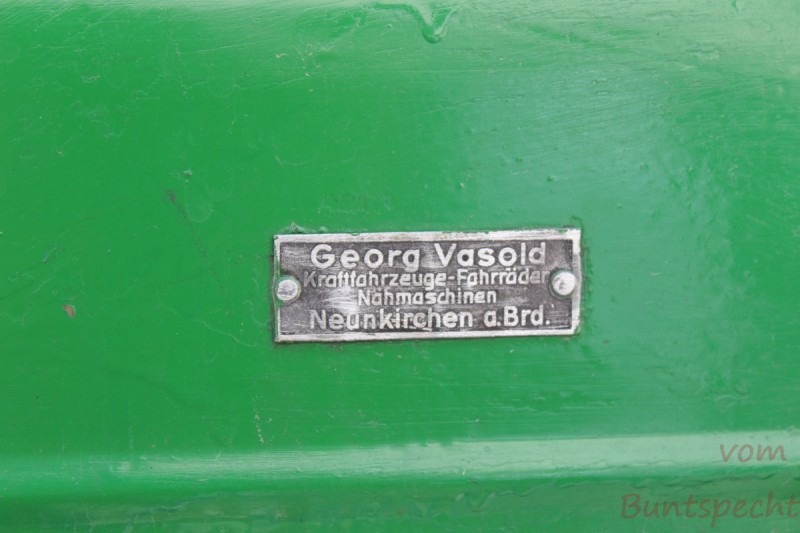 Georg Vasold
Kraftfahrzeuge-Fahrräder
Nähmaschinen
Neunkirchen a.Brd.
vom
Buntspecht